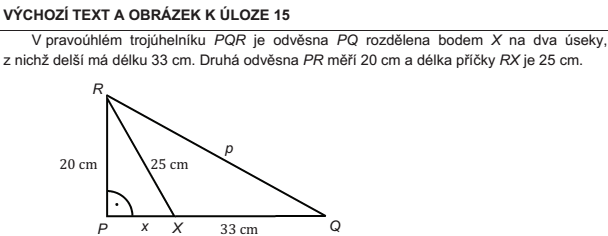 VÝCHOZÍ TEXT A OBRÁZEK K ÚLOZE 15
V pravoúhlém trojúhelníku PQR je odvěsna PQ rozdělena bodem X na dva úseky,
z nichž delší má délku 33 cm. Druhá odvěsna PR měří 20 cm a délka příčky RX je 25 cm.
R
p
20 cm 25 cm
P x X 33 cm Q